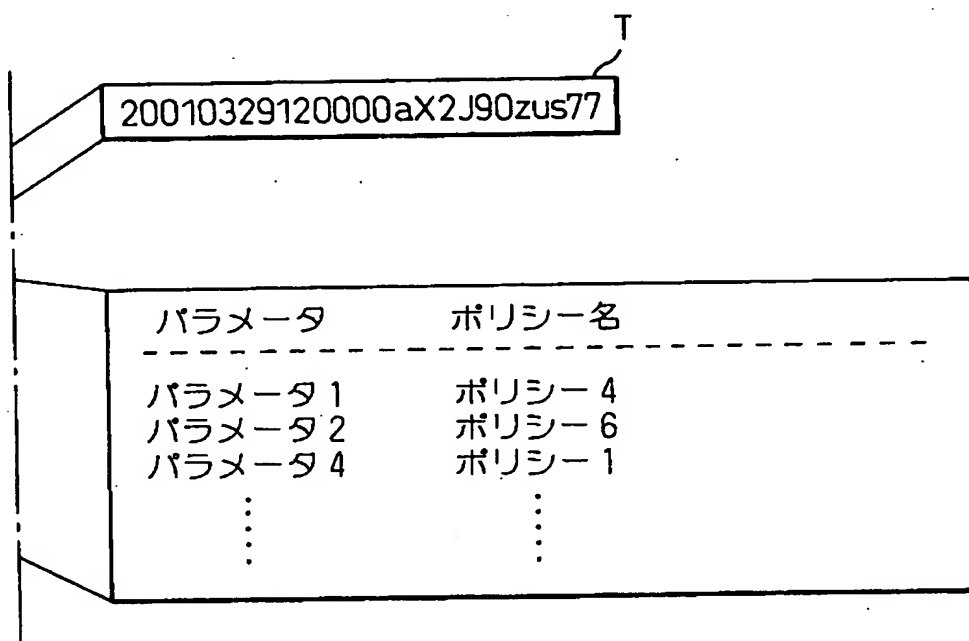 T
20010329120000aX2J90zus77
パラメータ ポリシー名
パラメータ1 ポリシー4
パラメータ2 ポリシー6
パラメータ4 ポリシー1